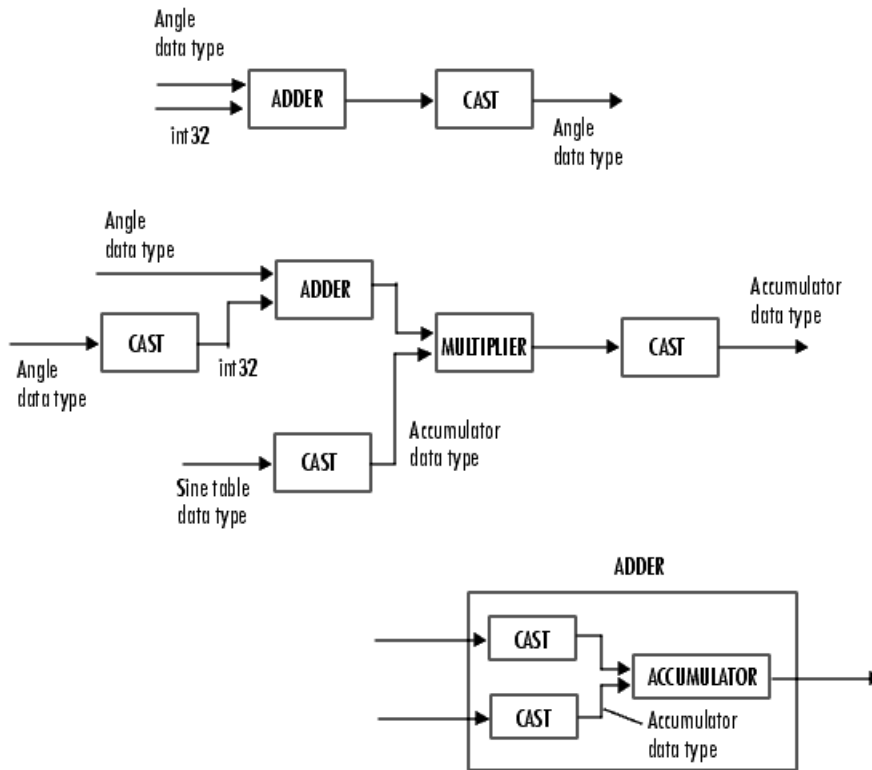 Angle
data type
ADDER
CAST
int32
Angle
data type
Angle
data type
ADDER
Accumulator
data type
CAST
MULTIPLIER
CAST
Angle
data type
int32
CAST
Accumulator
data type
Sine table
data type
ADDER
CAST
ACCUMULATOR
CAST
Accumulator
data type